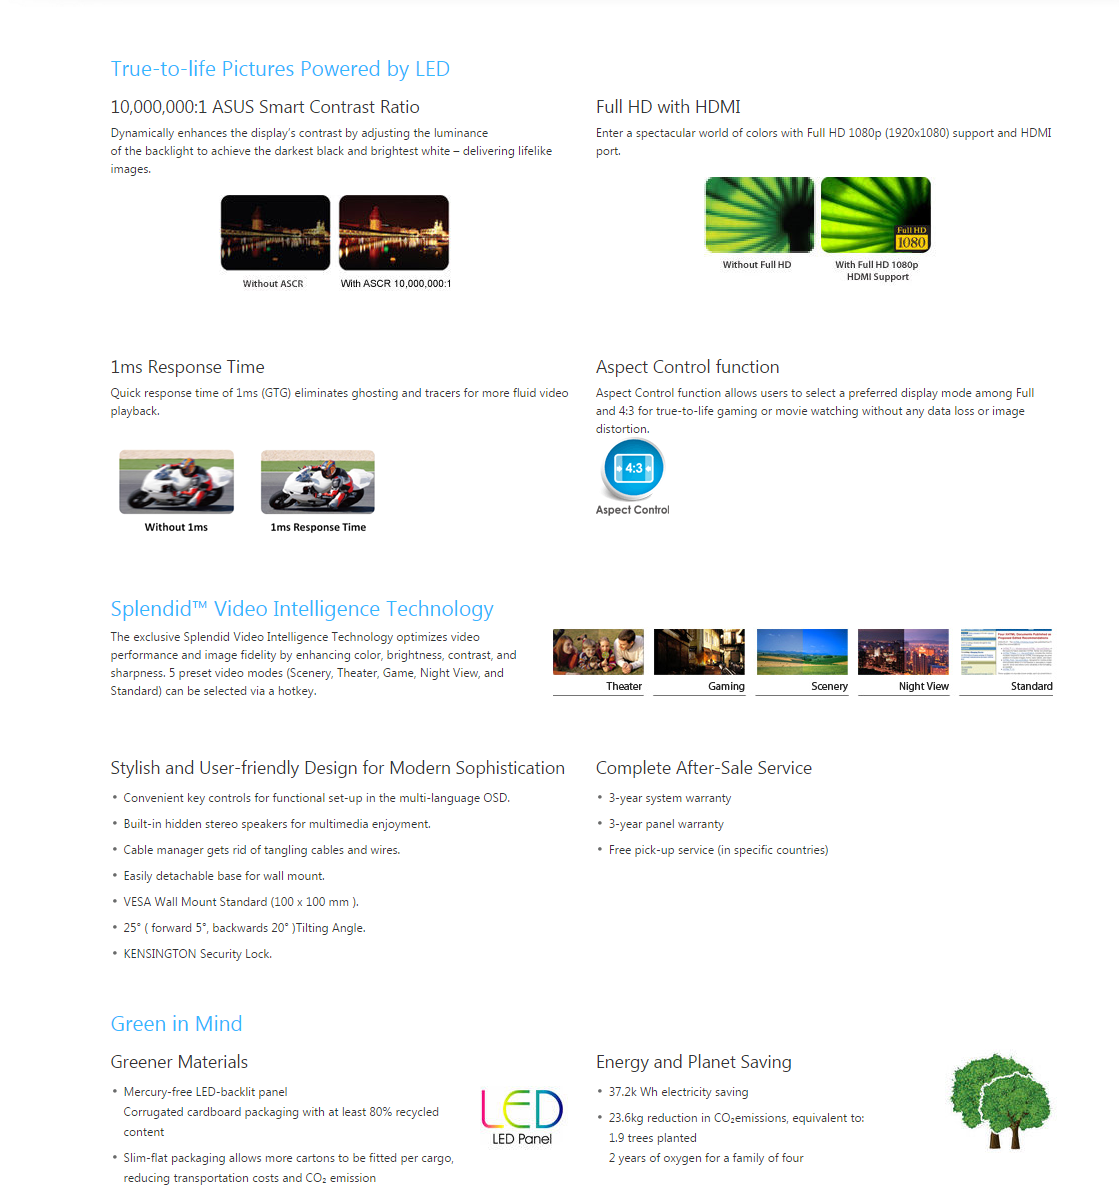 True-to-life Pictures Powered by LED
10,000,000:1 ASUS Smart Contrast Ratio
Dynamically enhances the display's contrast by adjusting the luminance
of the backlight to achieve the darkest black and brightest white – delivering lifelike
images.
Without ASCR
With ASCR 10,000,000:1
Full HD with HDMI
Enter a spectacular world of colors with Full HD 1080p (1920x1080) support and HDMI
port.
Full HD
1080
Without Full HD
With Full HD 1080p
HDMI Support
1ms Response Time
Quick response time of 1ms (GTG) eliminates ghosting and tracers for more fluid video
playback.
Without 1ms
1ms Response Time
Aspect Control function
Aspect Control function allows users to select a preferred display mode among Full
and 4:3 for true-to-life gaming or movie watching without any data loss or image
distortion.
4:3
Aspect Control
Splendid™ Video Intelligence Technology
The exclusive Splendid Video Intelligence Technology optimizes video
performance and image fidelity by enhancing color, brightness, contrast, and
sharpness. 5 preset video modes (Scenery, Theater, Game, Night View, and
Standard) can be selected via a hotkey.
Theater
Gaming
Scenery
Night View
Standard
Stylish and User-friendly Design for Modern Sophistication
• Convenient key controls for functional set-up in the multi-language OSD.
• Built-in hidden stereo speakers for multimedia enjoyment.
• Cable manager gets rid of tangling cables and wires.
• Easily detachable base for wall mount.
• VESA Wall Mount Standard (100 x 100 mm ).
• 25° ( forward 5°, backwards 20° )Tilting Angle.
• KENSINGTON Security Lock.
Complete After-Sale Service
• 3-year system warranty
• 3-year panel warranty
• Free pick-up service (in specific countries)
Green in Mind
Greener Materials
• Mercury-free LED-backlit panel
Corrugated cardboard packaging with at least 80% recycled
content
• Slim-flat packaging allows more cartons to be fitted per cargo,
reducing transportation costs and CO₂ emission
LED
LED Panel
Energy and Planet Saving
• 37.2k Wh electricity saving
• 23.6kg reduction in CO₂emissions, equivalent to:
1.9 trees planted
2 years of oxygen for a family of four